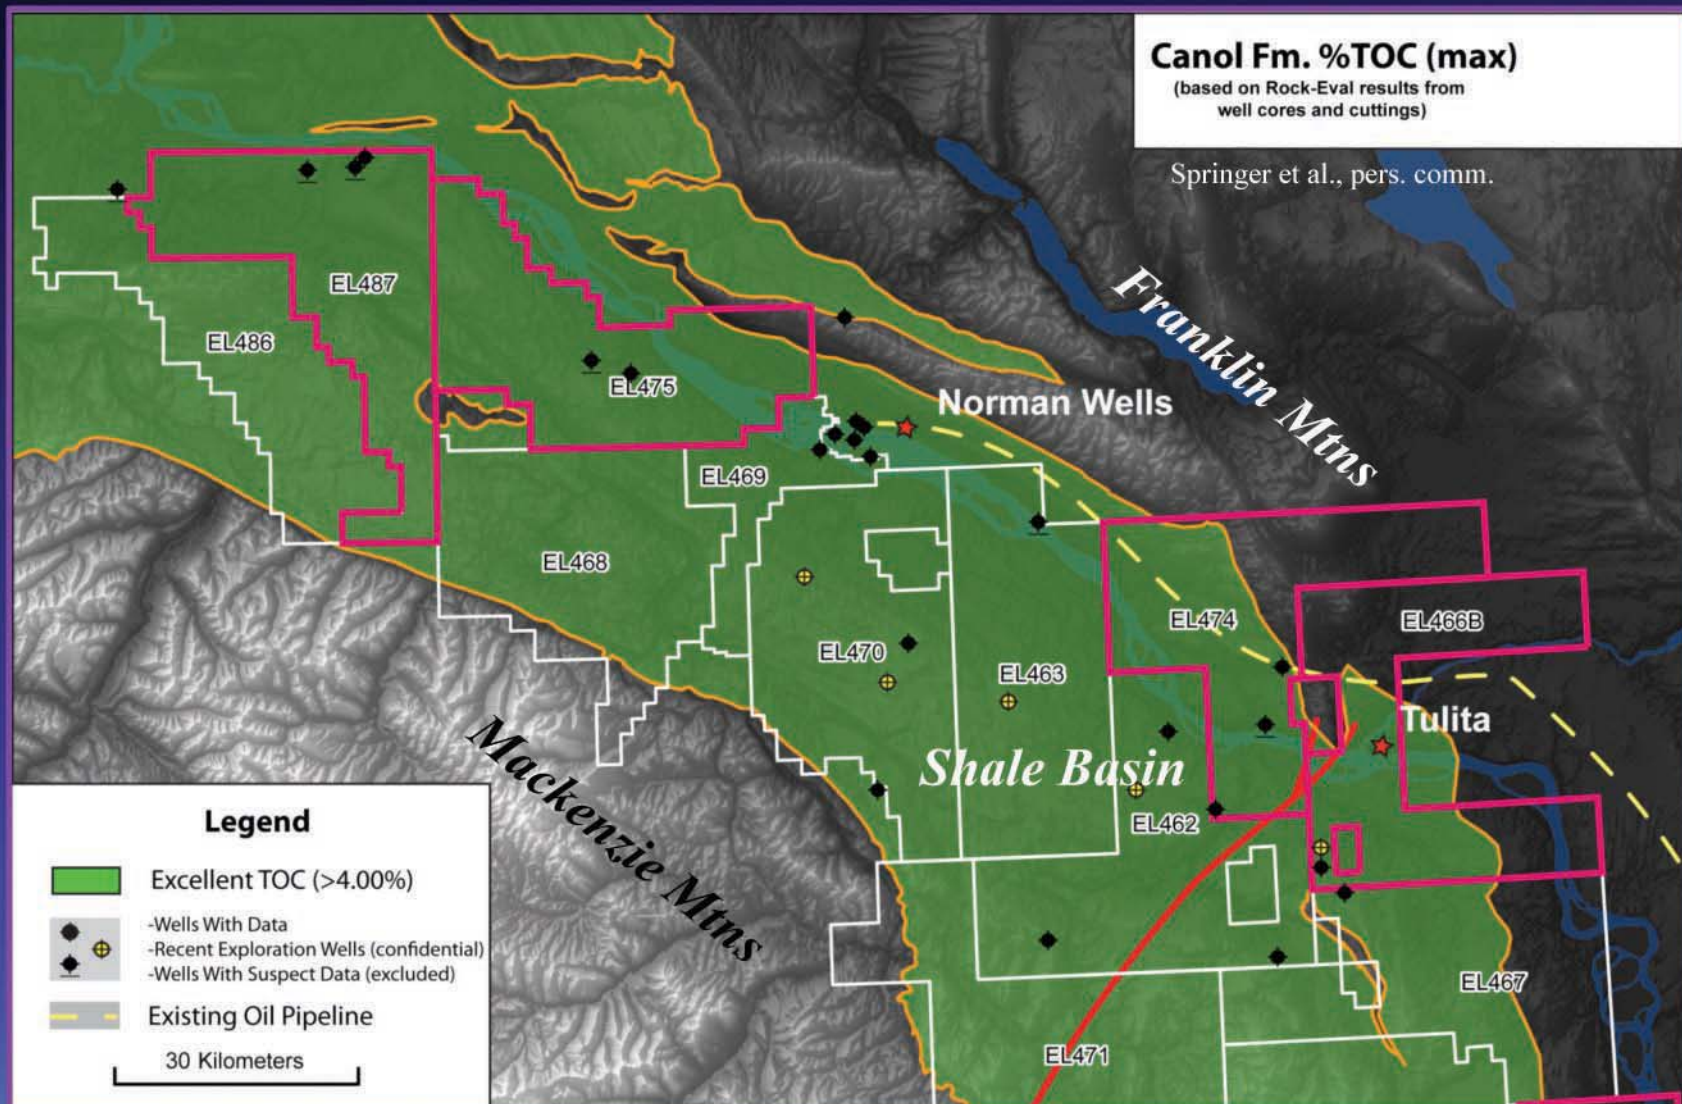 Canol Fm. %TOC (max)
(based on Rock-Eval results from
well cores and cuttings)
Springer et al., pers. comm.
Franklin Mtns
EL487
EL486
EL475
Norman Wells
EL469
EL468
EL474
EL466B
EL470
EL463
Tulita
Shale Basin
Mackenzie Mtns
EL462
EL467
EL471
Legend
Excellent TOC (>4.00%)
-Wells With Data
-Recent Exploration Wells (confidential)
-Wells With Suspect Data (excluded)
Existing Oil Pipeline
30 Kilometers